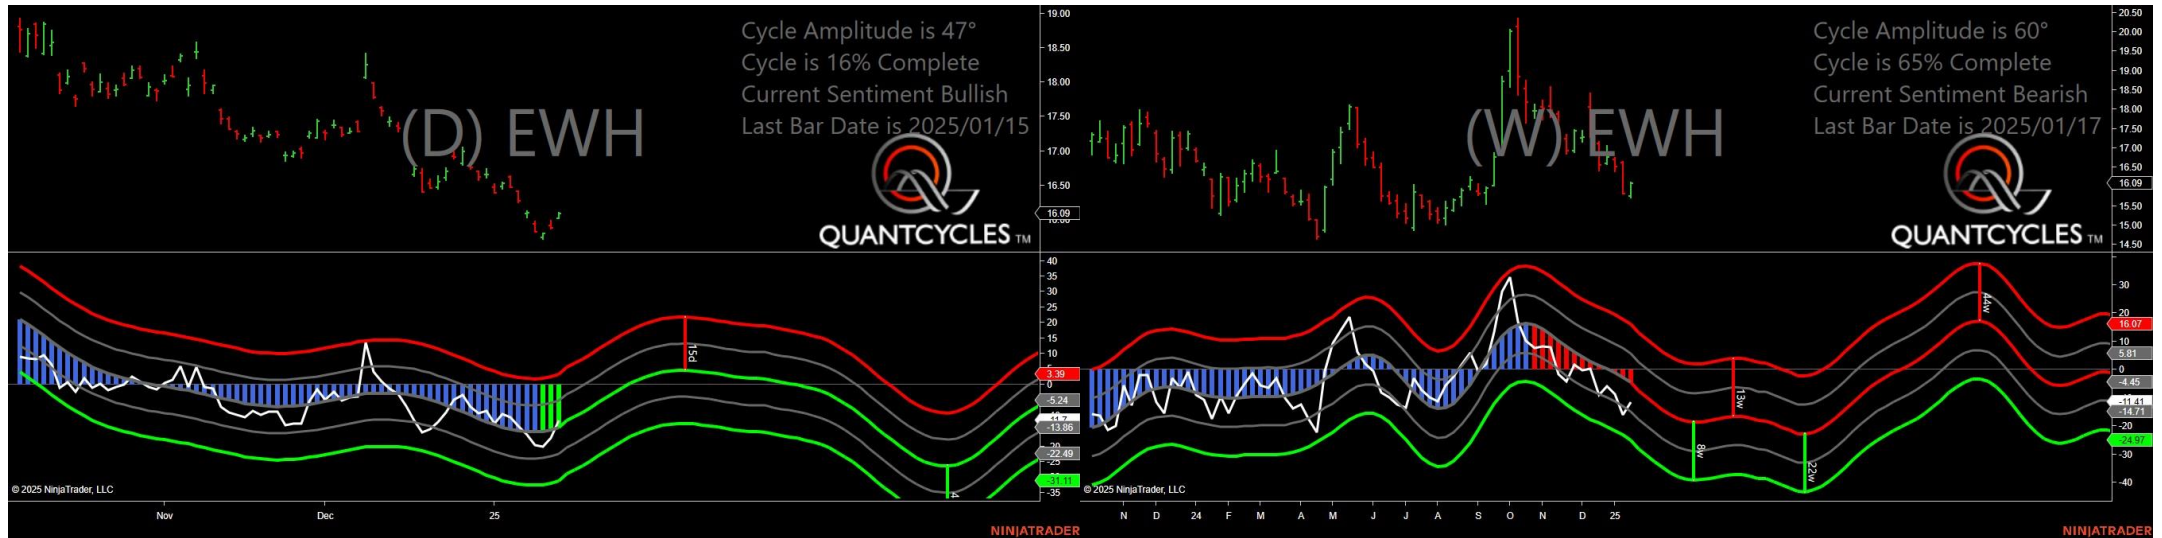 Cycle Amplitude is 47°
Cycle is 16% Complete
Current Sentiment Bullish
Last Bar Date is 2025/01/15
(D) EWH
QUANTCYCLES TM
19.00
18.50
18.00
17.50
17.00
16.50
16.09
40
35
30
25
20
15
10
5
3.39
0
-5.24
-13.86
-20
-22.49
-25
-31.11
-35
15d
4
© 2025 NinjaTrader, LLC
Nov
Dec
25
NINJATRADER
Cycle Amplitude is 60°
Cycle is 65% Complete
Current Sentiment Bearish
Last Bar Date is 2025/01/17
(W) EWH
QUANTCYCLES TM
20.50
20.00
19.50
19.00
18.50
18.00
17.50
17.00
16.50
16.09
15.50
15.00
14.50
30
20
16.07
10
5.81
0
-4.45
-11.41
-14.71
-20
-24.97
-30
-40
44w
13w
8w
22w
© 2025 NinjaTrader, LLC
N D 24 F M A M J J A S O N D 25
NINJATRADER